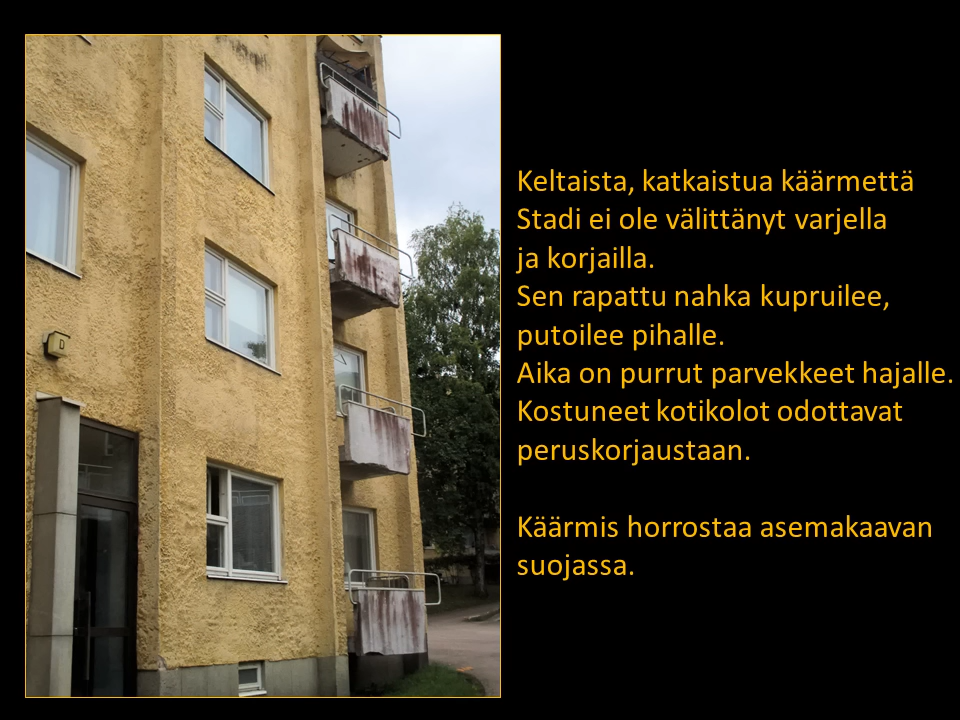 D
Keltaista, katkaistua käärmettä
Stadi ei ole välittänyt varjella
ja korjailla.
Sen rapattu nahka kupruilee,
putoilee pihalle.
Aika on purrut parvekkeet hajalle.
Kostuneet kotikolot odottavat
peruskorjaustaan.

Käärmis horrostaa asemakaavan
suojassa.